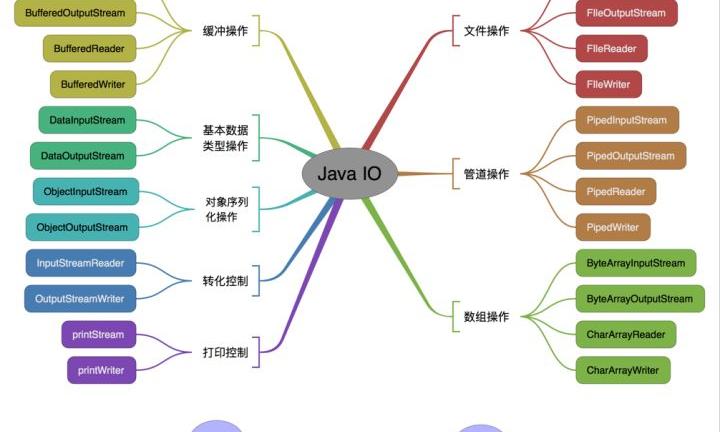 BufferedOutputStream
BufferedReader
BufferedWriter
缓冲操作
DataInputStream
DataOutputStream
基本数据
类型操作
ObjectInputStream
ObjectOutputStream
对象序列
化操作
InputStreamReader
OutputStreamWriter
转化控制
printStream
printWriter
打印控制
Java IO
文件操作
FIleOutputStream
FIleReader
FIleWriter
管道操作
PipedInputStream
PipedOutputStream
PipedReader
PipedWriter
数组操作
ByteArrayInputStream
ByteArrayOutputStream
CharArrayReader
CharArrayWriter